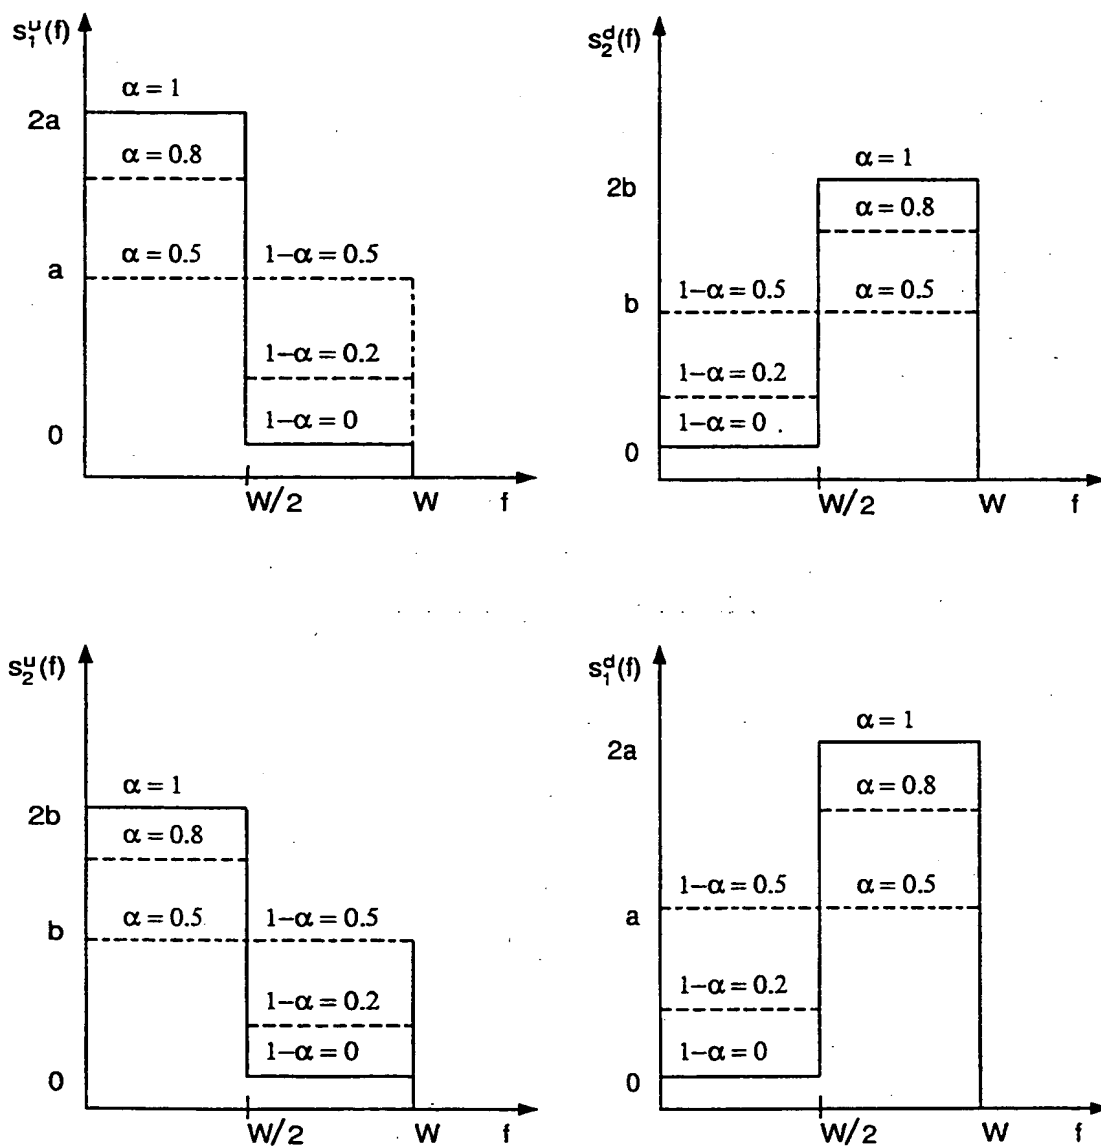 s₁ᵘ(f)
α = 1
2a
α = 0.8
α = 0.5
1−α = 0.5
a
1−α = 0.2
1−α = 0
0
W/2
W
f
s₂ᵈ(f)
α = 1
2b
α = 0.8
1−α = 0.5
α = 0.5
b
1−α = 0.2
1−α = 0
0
W/2
W
f
s₂ᵘ(f)
α = 1
2b
α = 0.8
α = 0.5
1−α = 0.5
b
1−α = 0.2
1−α = 0
0
W/2
W
f
s₁ᵈ(f)
α = 1
2a
α = 0.8
1−α = 0.5
α = 0.5
a
1−α = 0.2
1−α = 0
0
W/2
W
f